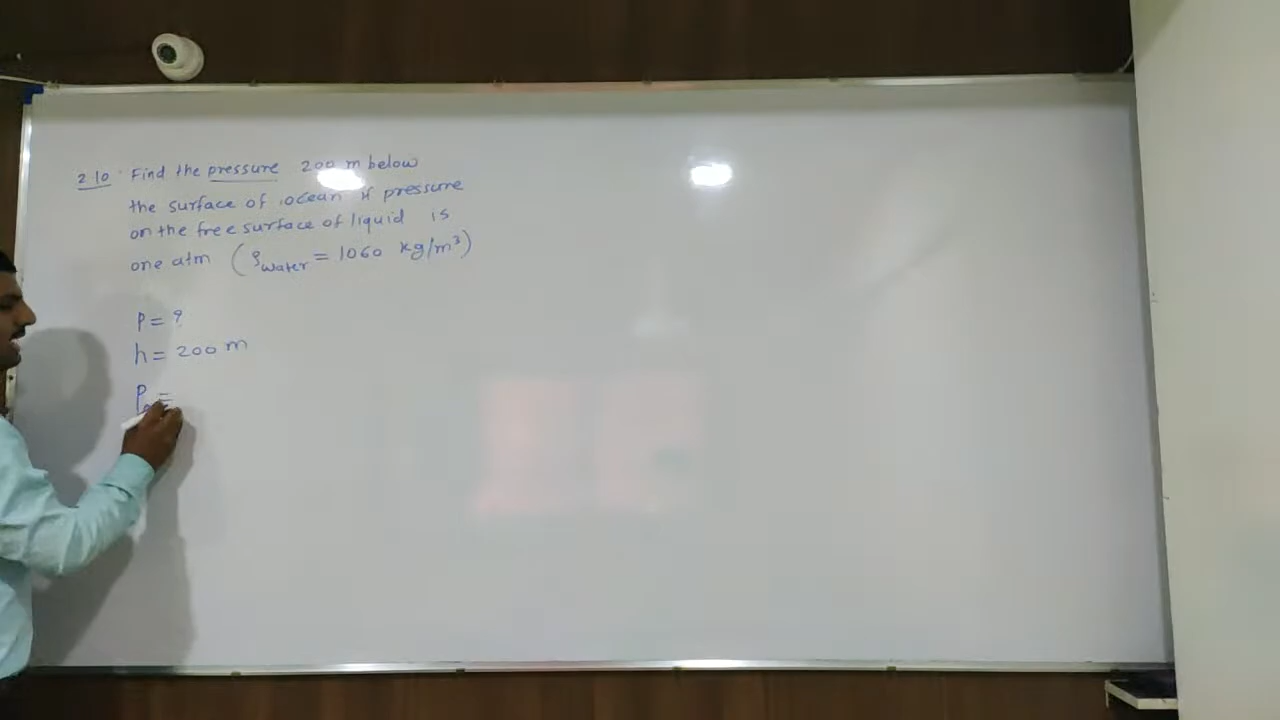 2.10 Find the pressure 200 m below
the surface of ocean if pressure
on the free surface of liquid is
one atm (ρwater = 1060 kg/m³)
P = ?
h = 200 m
P =